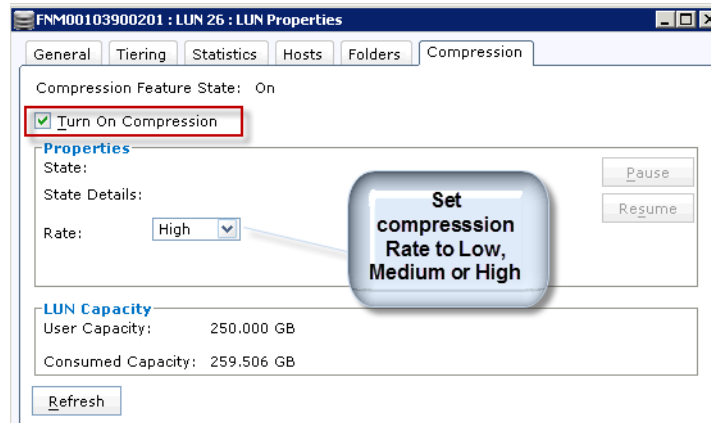 FNM00103900201 : LUN 26 : LUN Properties
General Tiering Statistics Hosts Folders Compression
Compression Feature State: On
Turn On Compression
Properties
State:
State Details:
Rate: High
Pause
Resume
Set
compresssion
Rate to Low,
Medium or High
LUN Capacity
User Capacity: 250.000 GB
Consumed Capacity: 259.506 GB
Refresh